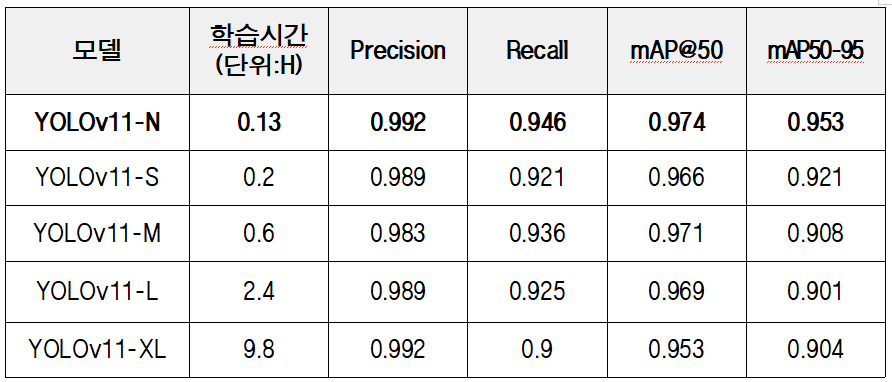 모델 학습시간 (단위:H) Precision Recall mAP@50 mAP50-95
YOLOv11-N 0.13 0.992 0.946 0.974 0.953
YOLOv11-S 0.2 0.989 0.921 0.966 0.921
YOLOv11-M 0.6 0.983 0.936 0.971 0.908
YOLOv11-L 2.4 0.989 0.925 0.969 0.901
YOLOv11-XL 9.8 0.992 0.9 0.953 0.904